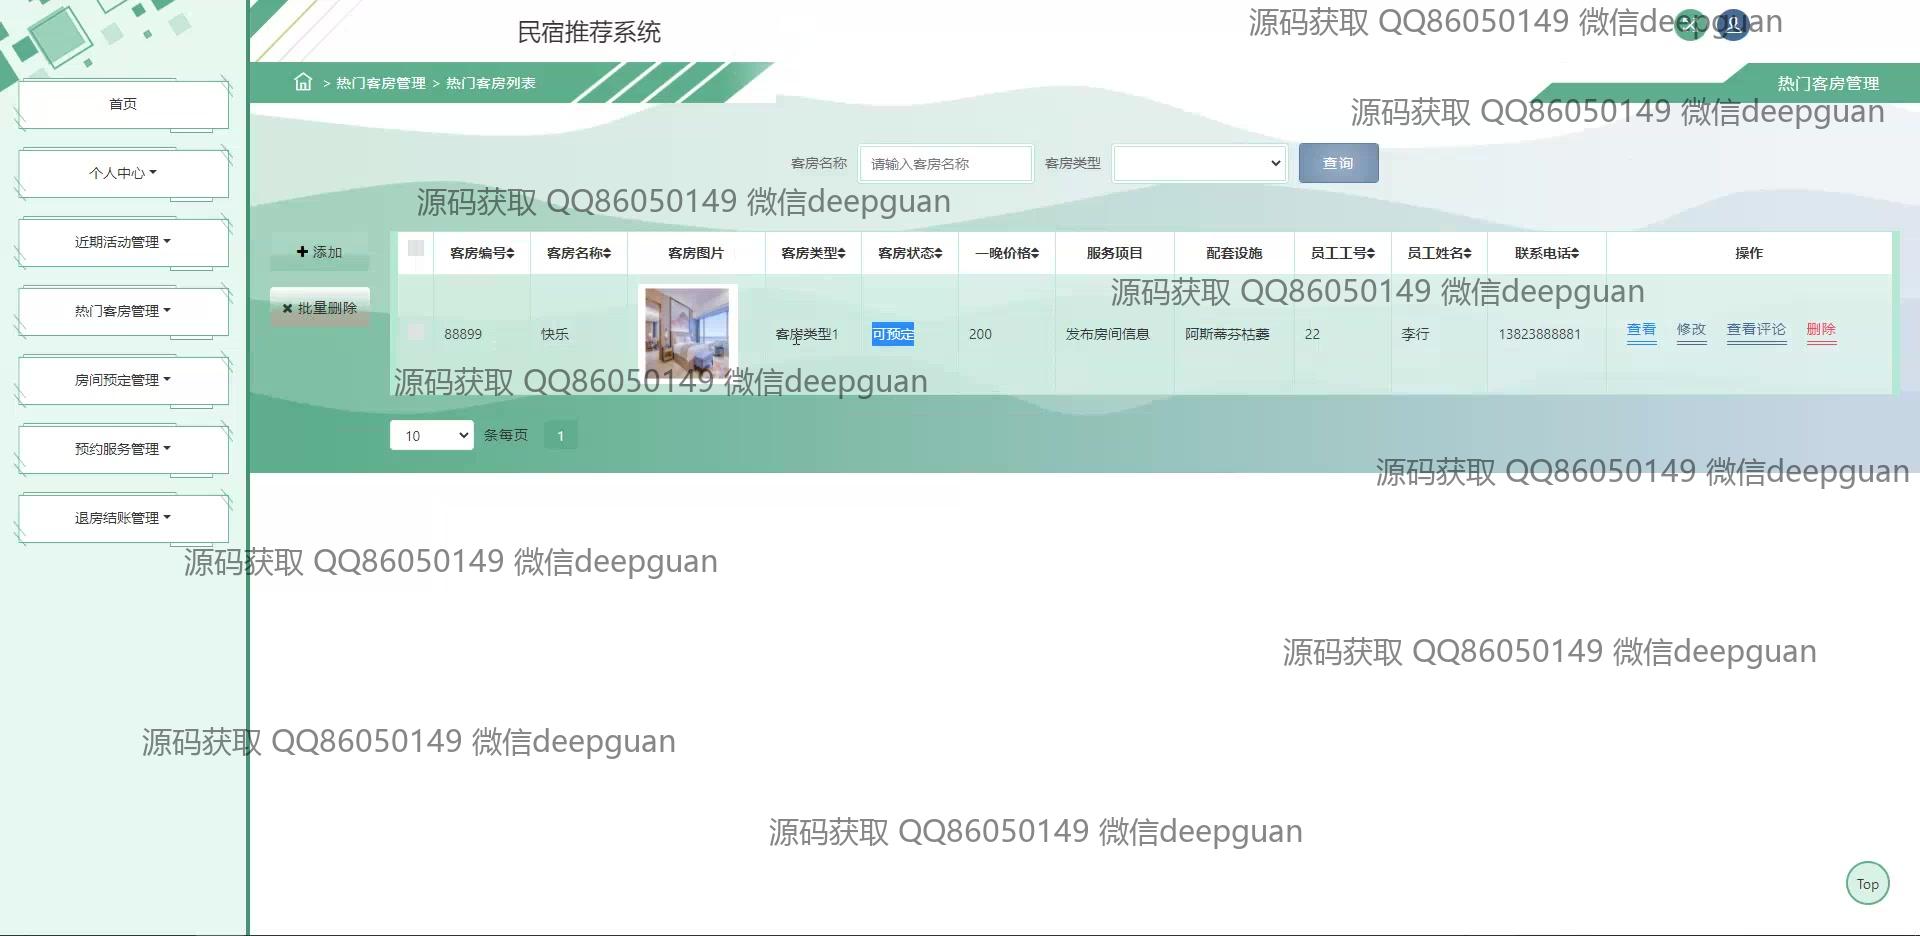 民宿推荐系统
源码获取 QQ86050149 微信deepguan
> 热门客房管理 > 热门客房列表
热门客房管理
源码获取 QQ86050149 微信deepguan
首页
个人中心
近期活动管理
热门客房管理
房间预定管理
预约服务管理
退房结账管理
客房名称 请输入客房名称 客房类型 查询
源码获取 QQ86050149 微信deepguan
添加
批量删除
客房编号 客房名称 客房图片 客房类型 客房状态 一晚价格 服务项目 配套设施 员工工号 员工姓名 联系电话 操作
源码获取 QQ86050149 微信deepguan
88899 快乐 客房类型1 可预定 200 发布房间信息 阿斯蒂芬枯萎 22 李行 13823888881 查看 修改 查看评论 删除
源码获取 QQ86050149 微信deepguan
10 条每页 1
源码获取 QQ86050149 微信deepguan
源码获取 QQ86050149 微信deepguan
源码获取 QQ86050149 微信deepguan
源码获取 QQ86050149 微信deepguan
源码获取 QQ86050149 微信deepguan
Top